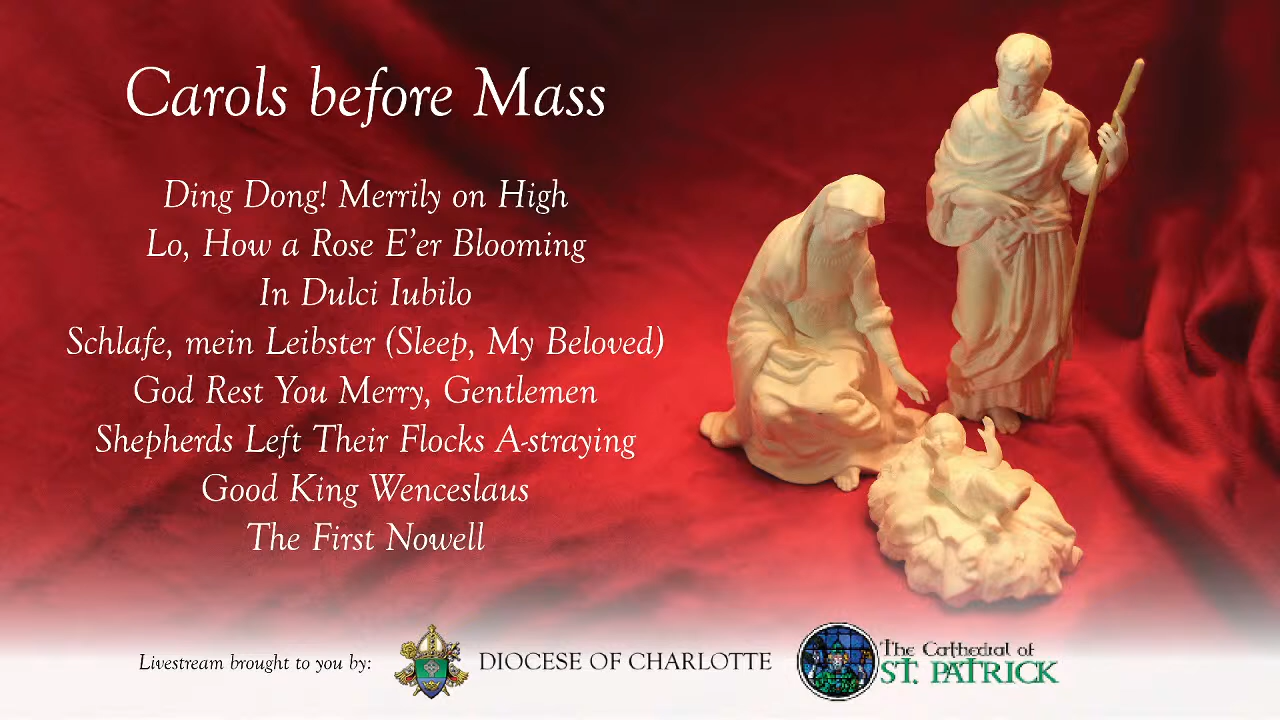 Carols before Mass
Ding Dong! Merrily on High
Lo, How a Rose E'er Blooming
In Dulci Iubilo
Schlafe, mein Leibster (Sleep, My Beloved)
God Rest You Merry, Gentlemen
Shepherds Left Their Flocks A-straying
Good King Wenceslaus
The First Nowell
Livestream brought to you by:
DIOCESE OF CHARLOTTE
The Cathedral of
ST. PATRICK